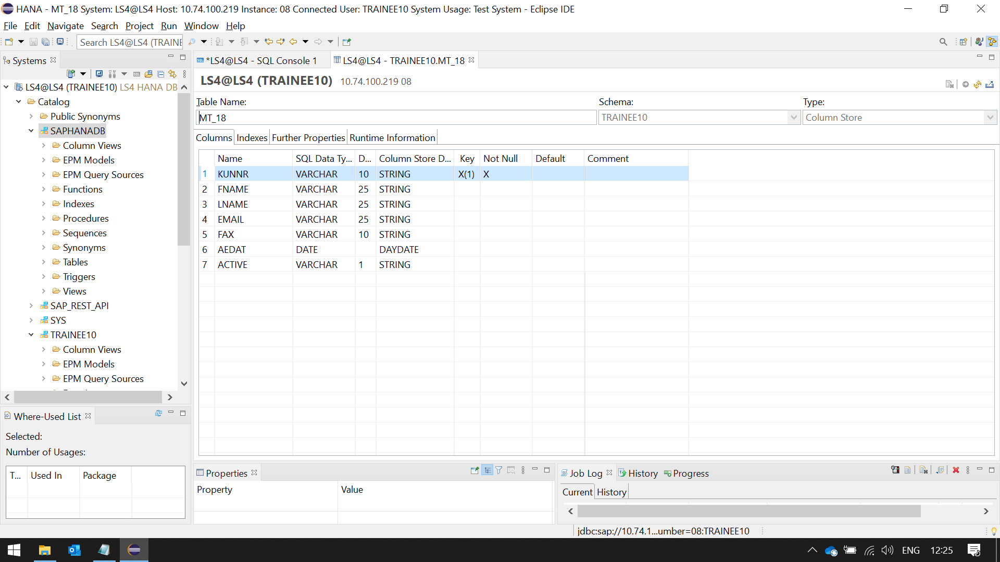 HANA - MT_18 System: LS4@LS4 Host: 10.74.100.219 Instance: 08 Connected User: TRAINEE10 System Usage: Test System - Eclipse IDE
File Edit Navigate Search Project Run Window Help
Search LS4@LS4 (TRAINE
Systems
LS4@LS4 (TRAINEE10) LS4 HANA DB
Catalog
Public Synonyms
SAPHANADB
Column Views
EPM Models
EPM Query Sources
Functions
Indexes
Procedures
Sequences
Synonyms
Tables
Triggers
Views
SAP_REST_API
SYS
TRAINEE10
Column Views
EPM Models
EPM Query Sources
Where-Used List
Selected:
Number of Usages:
T... Used In Package
SQL *LS4@LS4 - SQL Console 1
LS4@LS4 - TRAINEE10.MT_18
LS4@LS4 (TRAINEE10) 10.74.100.219 08
Table Name: Schema: Type:
MT_18 TRAINEE10 Column Store
Columns Indexes Further Properties Runtime Information
Name SQL Data Ty... D... Column Store D... Key Not Null Default Comment
1 KUNNR VARCHAR 10 STRING X(1) X
2 FNAME VARCHAR 25 STRING
3 LNAME VARCHAR 25 STRING
4 EMAIL VARCHAR 25 STRING
5 FAX VARCHAR 10 STRING
6 AEDAT DATE DAYDATE
7 ACTIVE VARCHAR 1 STRING
Properties
Property Value
Job Log History Progress
Current History
jdbc:sap://10.74.1...umber=08:TRAINEE10
ENG 12:25